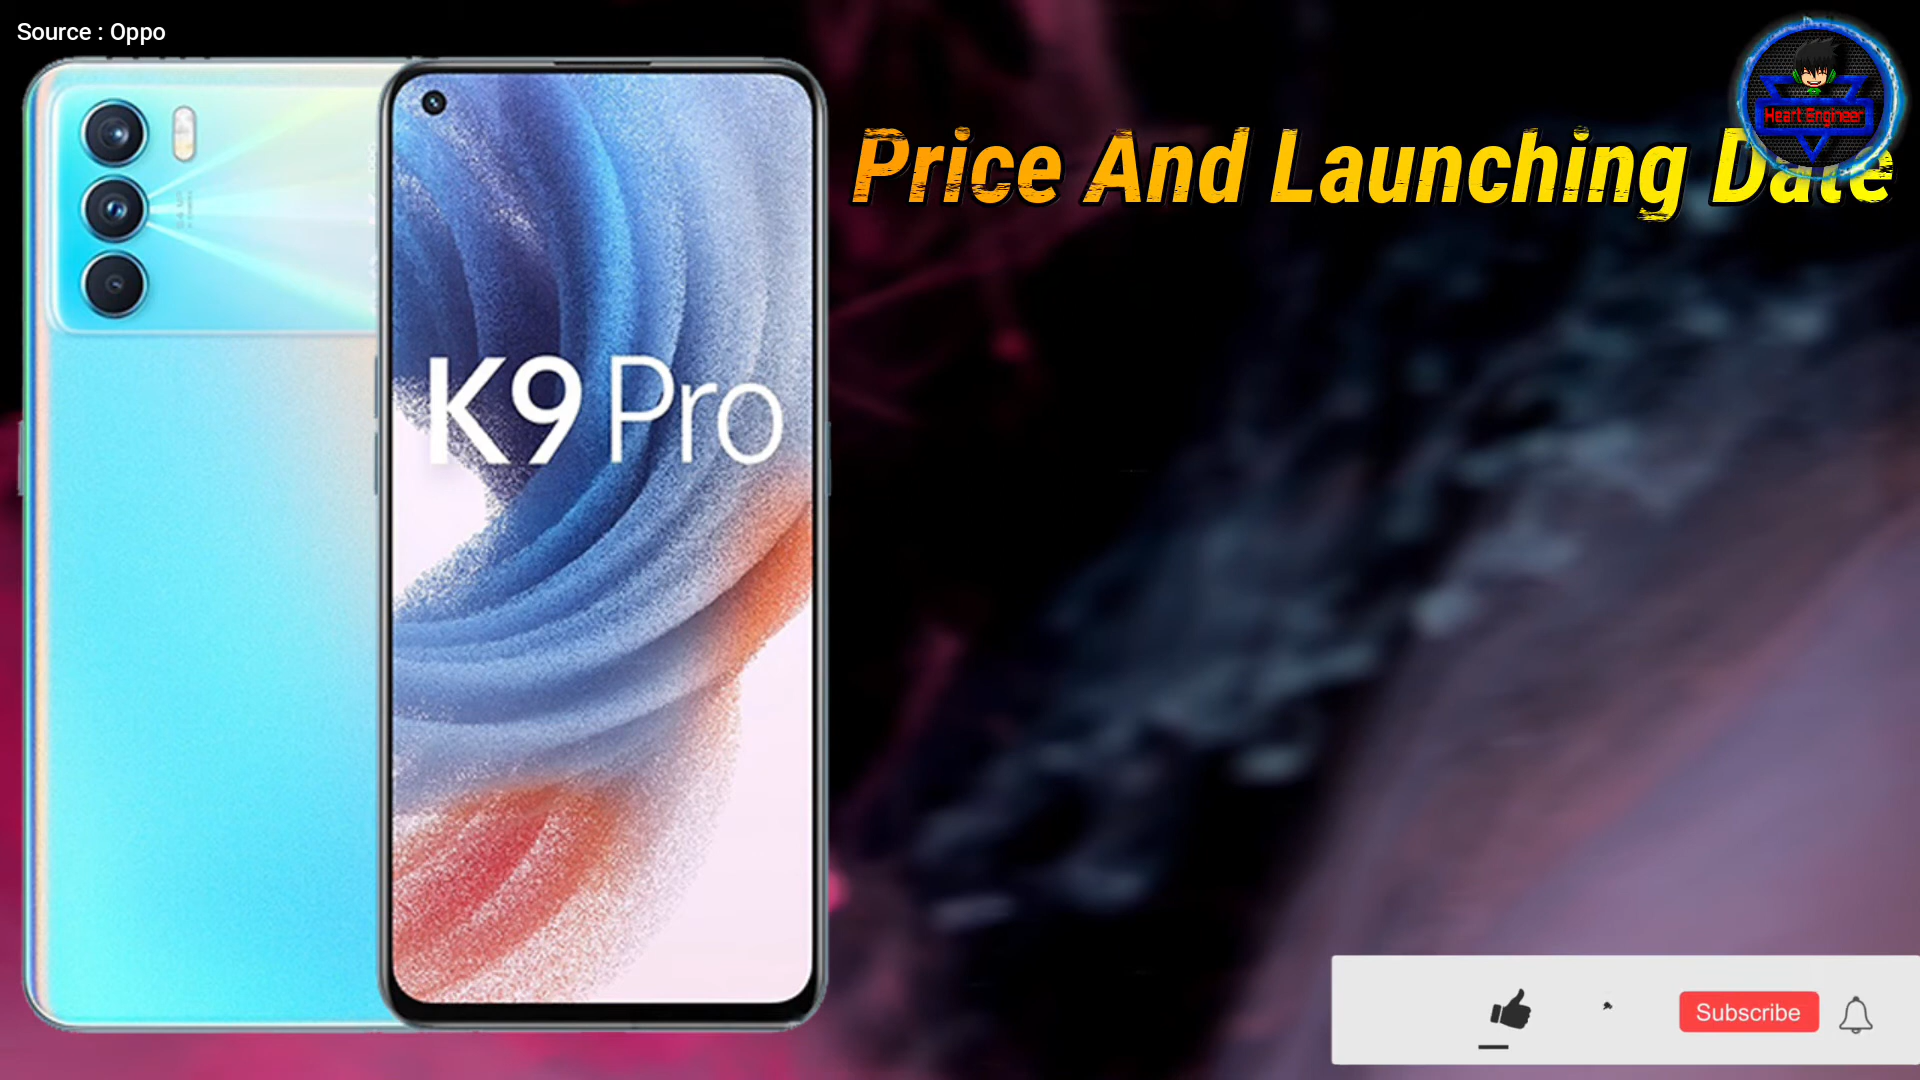 Source : Oppo
Heart Engineer
Price And Launching Date
K9 Pro
Subscribe